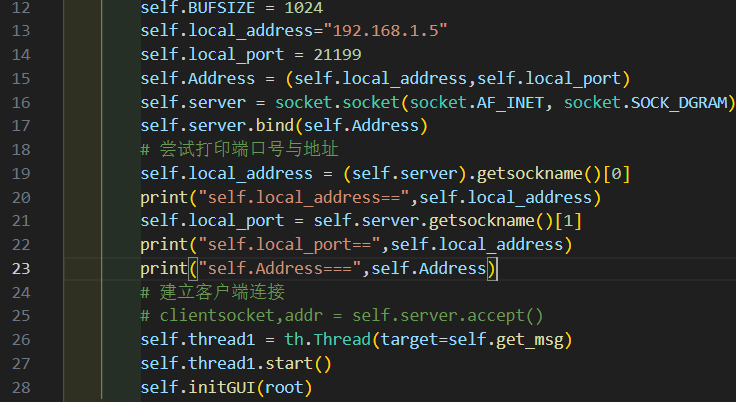 12 self.BUFSIZE = 1024
13 self.local_address="192.168.1.5"
14 self.local_port = 21199
15 self.Address = (self.local_address,self.local_port)
16 self.server = socket.socket(socket.AF_INET, socket.SOCK_DGRAM)
17 self.server.bind(self.Address)
18 # 尝试打印端口号与地址
19 self.local_address = (self.server).getsockname()[0]
20 print("self.local_address==",self.local_address)
21 self.local_port = self.server.getsockname()[1]
22 print("self.local_port==",self.local_address)
23 print("self.Address===",self.Address)
24 # 建立客户端连接
25 # clientsocket,addr = self.server.accept()
26 self.thread1 = th.Thread(target=self.get_msg)
27 self.thread1.start()
28 self.initGUI(root)